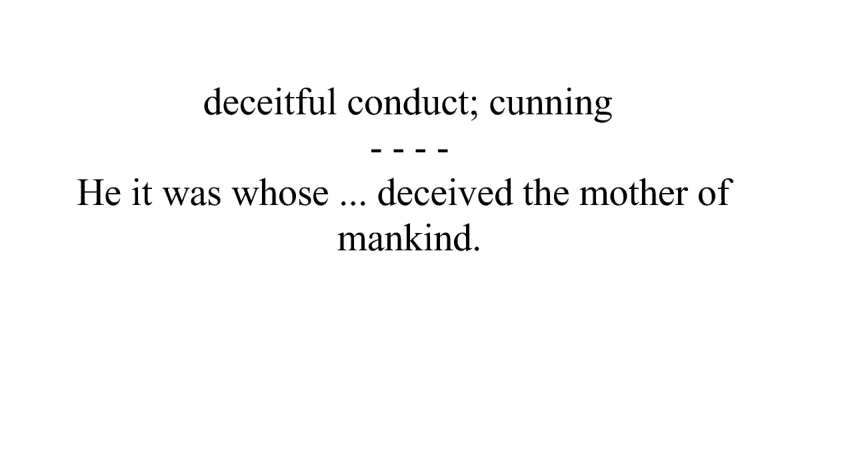 deceitful conduct; cunning
- - - -
He it was whose ... deceived the mother of
mankind.